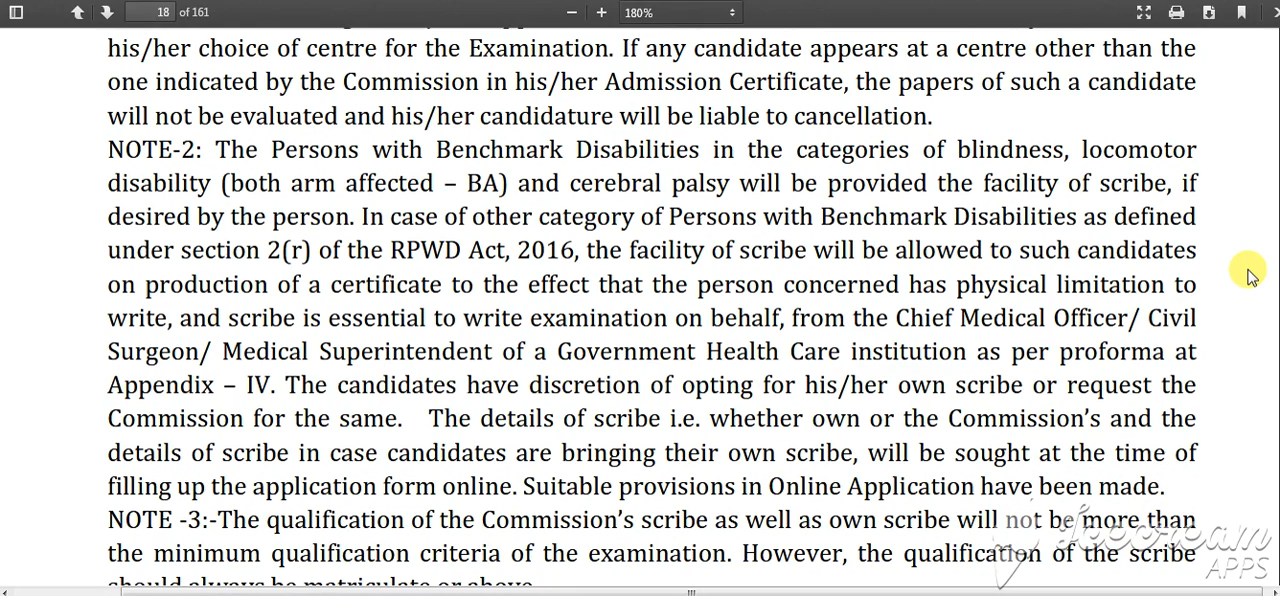 18 of 161 180%
his/her choice of centre for the Examination. If any candidate appears at a centre other than the
one indicated by the Commission in his/her Admission Certificate, the papers of such a candidate
will not be evaluated and his/her candidature will be liable to cancellation.
NOTE-2: The Persons with Benchmark Disabilities in the categories of blindness, locomotor
disability (both arm affected – BA) and cerebral palsy will be provided the facility of scribe, if
desired by the person. In case of other category of Persons with Benchmark Disabilities as defined
under section 2(r) of the RPWD Act, 2016, the facility of scribe will be allowed to such candidates
on production of a certificate to the effect that the person concerned has physical limitation to
write, and scribe is essential to write examination on behalf, from the Chief Medical Officer/ Civil
Surgeon/ Medical Superintendent of a Government Health Care institution as per proforma at
Appendix – IV. The candidates have discretion of opting for his/her own scribe or request the
Commission for the same. The details of scribe i.e. whether own or the Commission's and the
details of scribe in case candidates are bringing their own scribe, will be sought at the time of
filling up the application form online. Suitable provisions in Online Application have been made.
NOTE -3:-The qualification of the Commission's scribe as well as own scribe will not be more than
the minimum qualification criteria of the examination. However, the qualification of the scribe
should always be matriculate or above
Icecream
APPS